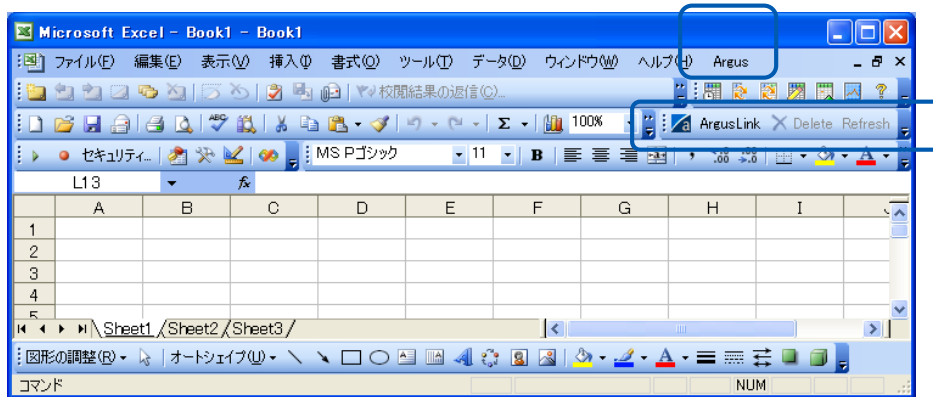 Microsoft Excel - Book1 - Book1
ファイル(F) 編集(E) 表示(V) 挿入(I) 書式(O) ツール(T) データ(D) ウィンドウ(W) ヘルプ(H) Argus
校閲結果の返信(C)...
100% ArgusLink Delete Refresh
セキュリティ... MS Pゴシック 11 B
L13 fx
A B C D E F G H I
1
2
3
4
5
Sheet1 Sheet2 Sheet3
図形の調整(R) オートシェイプ(U)
コマンド NUM